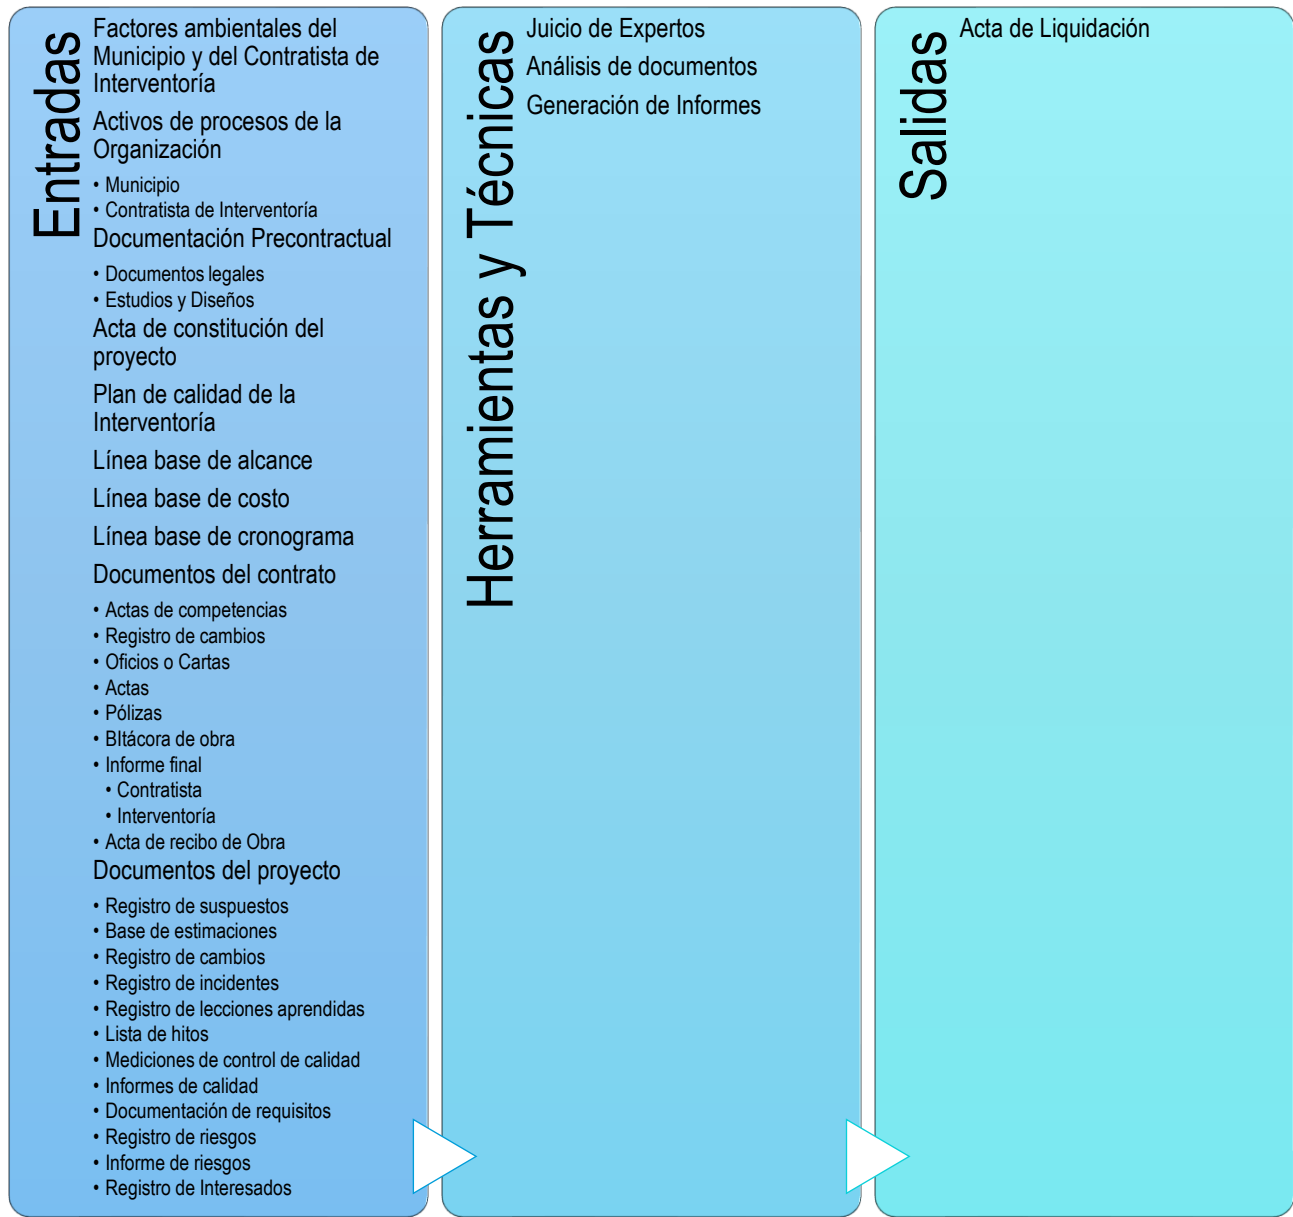 Entradas
Factores ambientales del
Municipio y del Contratista de
Interventoría
Activos de procesos de la
Organización
• Municipio
• Contratista de Interventoría
Documentación Precontractual
• Documentos legales
• Estudios y Diseños
Acta de constitución del
proyecto
Plan de calidad de la
Interventoría
Línea base de alcance
Línea base de costo
Línea base de cronograma
Documentos del contrato
• Actas de competencias
• Registro de cambios
• Oficios o Cartas
• Actas
• Pólizas
• BItácora de obra
• Informe final
• Contratista
• Interventoría
• Acta de recibo de Obra
Documentos del proyecto
• Registro de suspuestos
• Base de estimaciones
• Registro de cambios
• Registro de incidentes
• Registro de lecciones aprendidas
• Lista de hitos
• Mediciones de control de calidad
• Informes de calidad
• Documentación de requisitos
• Registro de riesgos
• Informe de riesgos
• Registro de Interesados
Herramientas y Técnicas
Juicio de Expertos
Análisis de documentos
Generación de Informes
Salidas
Acta de Liquidación